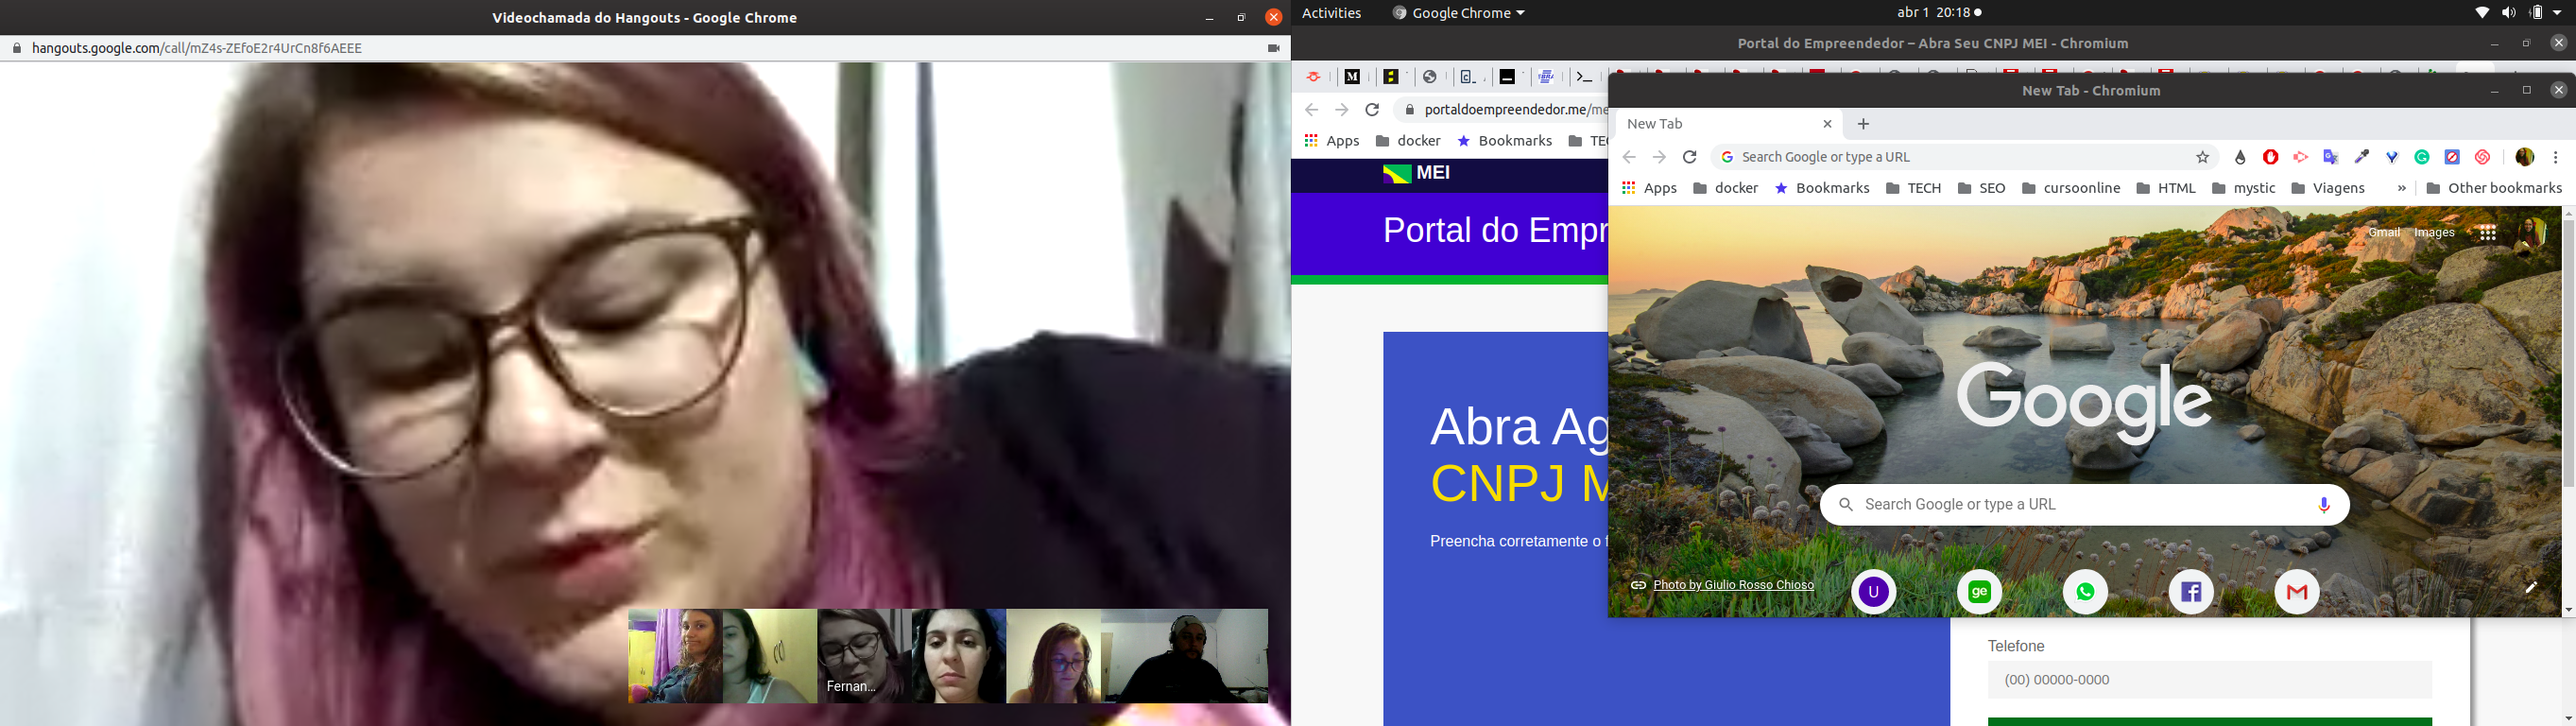 Videochamada do Hangouts - Google Chrome
hangouts.google.com/call/mZ4s-ZEfoE2r4UrCn8f6AEEE
Fernan...
Activities
Google Chrome
abr 1 20:18
Portal do Empreendedor – Abra Seu CNPJ MEI - Chromium
portaldoempreendedor.me/me
Apps docker Bookmarks TE
MEI
Portal do Empr
Abra Ag
CNPJ M
Preencha corretamente o f
Telefone
(00) 00000-0000
New Tab - Chromium
New Tab
Search Google or type a URL
Apps docker Bookmarks TECH SEO cursoonline HTML mystic Viagens » Other bookmarks
Gmail Images
Google
Search Google or type a URL
Photo by Giulio Rosso Chioso
U
ge